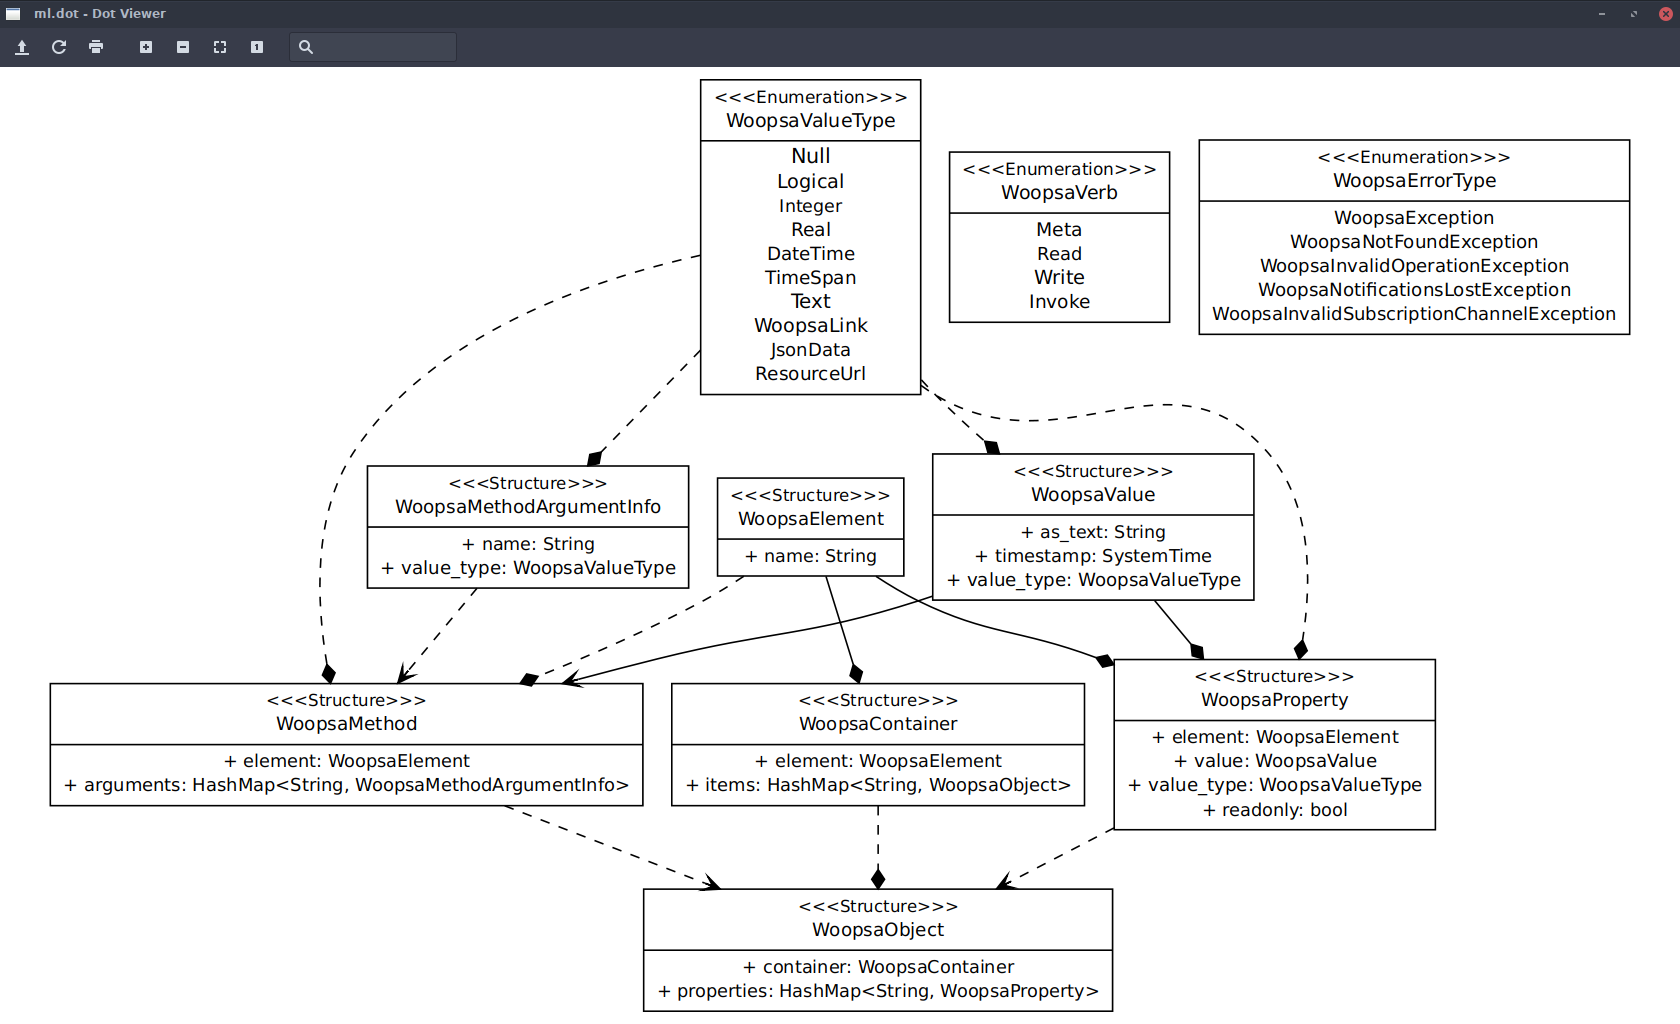 ml.dot - Dot Viewer
1
<<<Enumeration>>>
WoopsaValueType
Null
Logical
Integer
Real
DateTime
TimeSpan
Text
WoopsaLink
JsonData
ResourceUrl
<<<Enumeration>>>
WoopsaVerb
Meta
Read
Write
Invoke
<<<Enumeration>>>
WoopsaErrorType
WoopsaException
WoopsaNotFoundException
WoopsaInvalidOperationException
WoopsaNotificationsLostException
WoopsaInvalidSubscriptionChannelException
<<<Structure>>>
WoopsaMethodArgumentInfo
+ name: String
+ value_type: WoopsaValueType
<<<Structure>>>
WoopsaElement
+ name: String
<<<Structure>>>
WoopsaValue
+ as_text: String
+ timestamp: SystemTime
+ value_type: WoopsaValueType
<<<Structure>>>
WoopsaMethod
+ element: WoopsaElement
+ arguments: HashMap<String, WoopsaMethodArgumentInfo>
<<<Structure>>>
WoopsaContainer
+ element: WoopsaElement
+ items: HashMap<String, WoopsaObject>
<<<Structure>>>
WoopsaProperty
+ element: WoopsaElement
+ value: WoopsaValue
+ value_type: WoopsaValueType
+ readonly: bool
<<<Structure>>>
WoopsaObject
+ container: WoopsaContainer
+ properties: HashMap<String, WoopsaProperty>